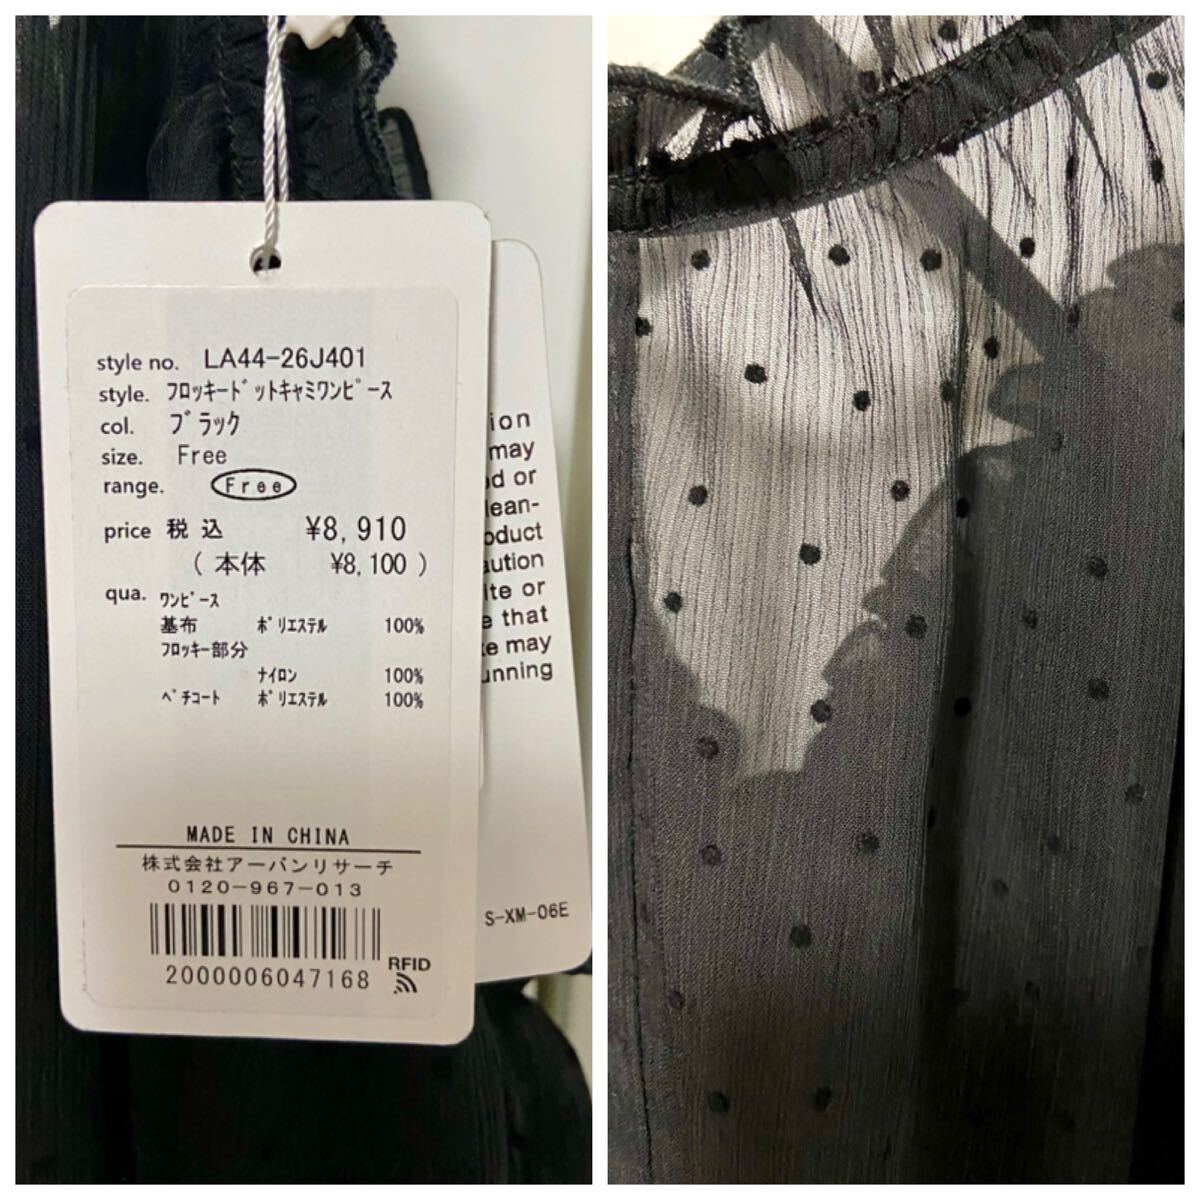 style no. LA44-26J401
style. フロッキードットキャミワンピース
col. ブラック
size. Free
range. Free
price 税込 ¥8,910
( 本体 ¥8,100 )
qua. ワンピース
基布 ポリエステル 100%
フロッキー部分
ナイロン 100%
ペチコート ポリエステル 100%
MADE IN CHINA
株式会社アーバンリサーチ
0120-967-013
2000006047168
RFID
ion
may
d or
lean-
oduct
aution
ite or
e that
ke may
unning
S-XM-06E